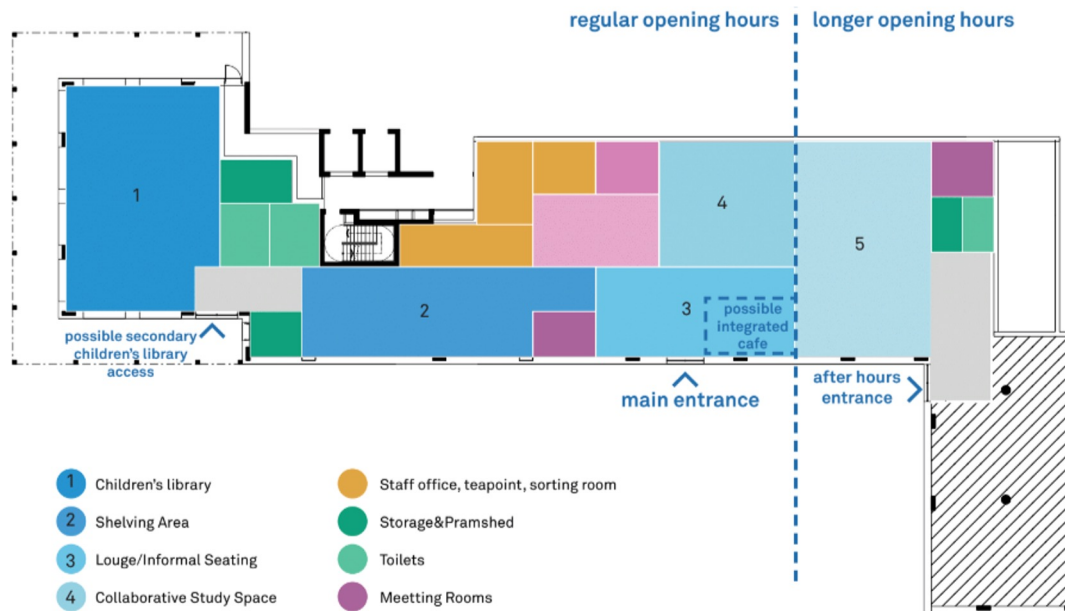 regular opening hours
longer opening hours
1
4
5
2
3
possible
integrated
cafe
possible secondary
children's library
access
main entrance
after hours
entrance
1 Children's library
2 Shelving Area
3 Louge/Informal Seating
4 Collaborative Study Space
Staff office, teapoint, sorting room
Storage&Pramshed
Toilets
Meetting Rooms